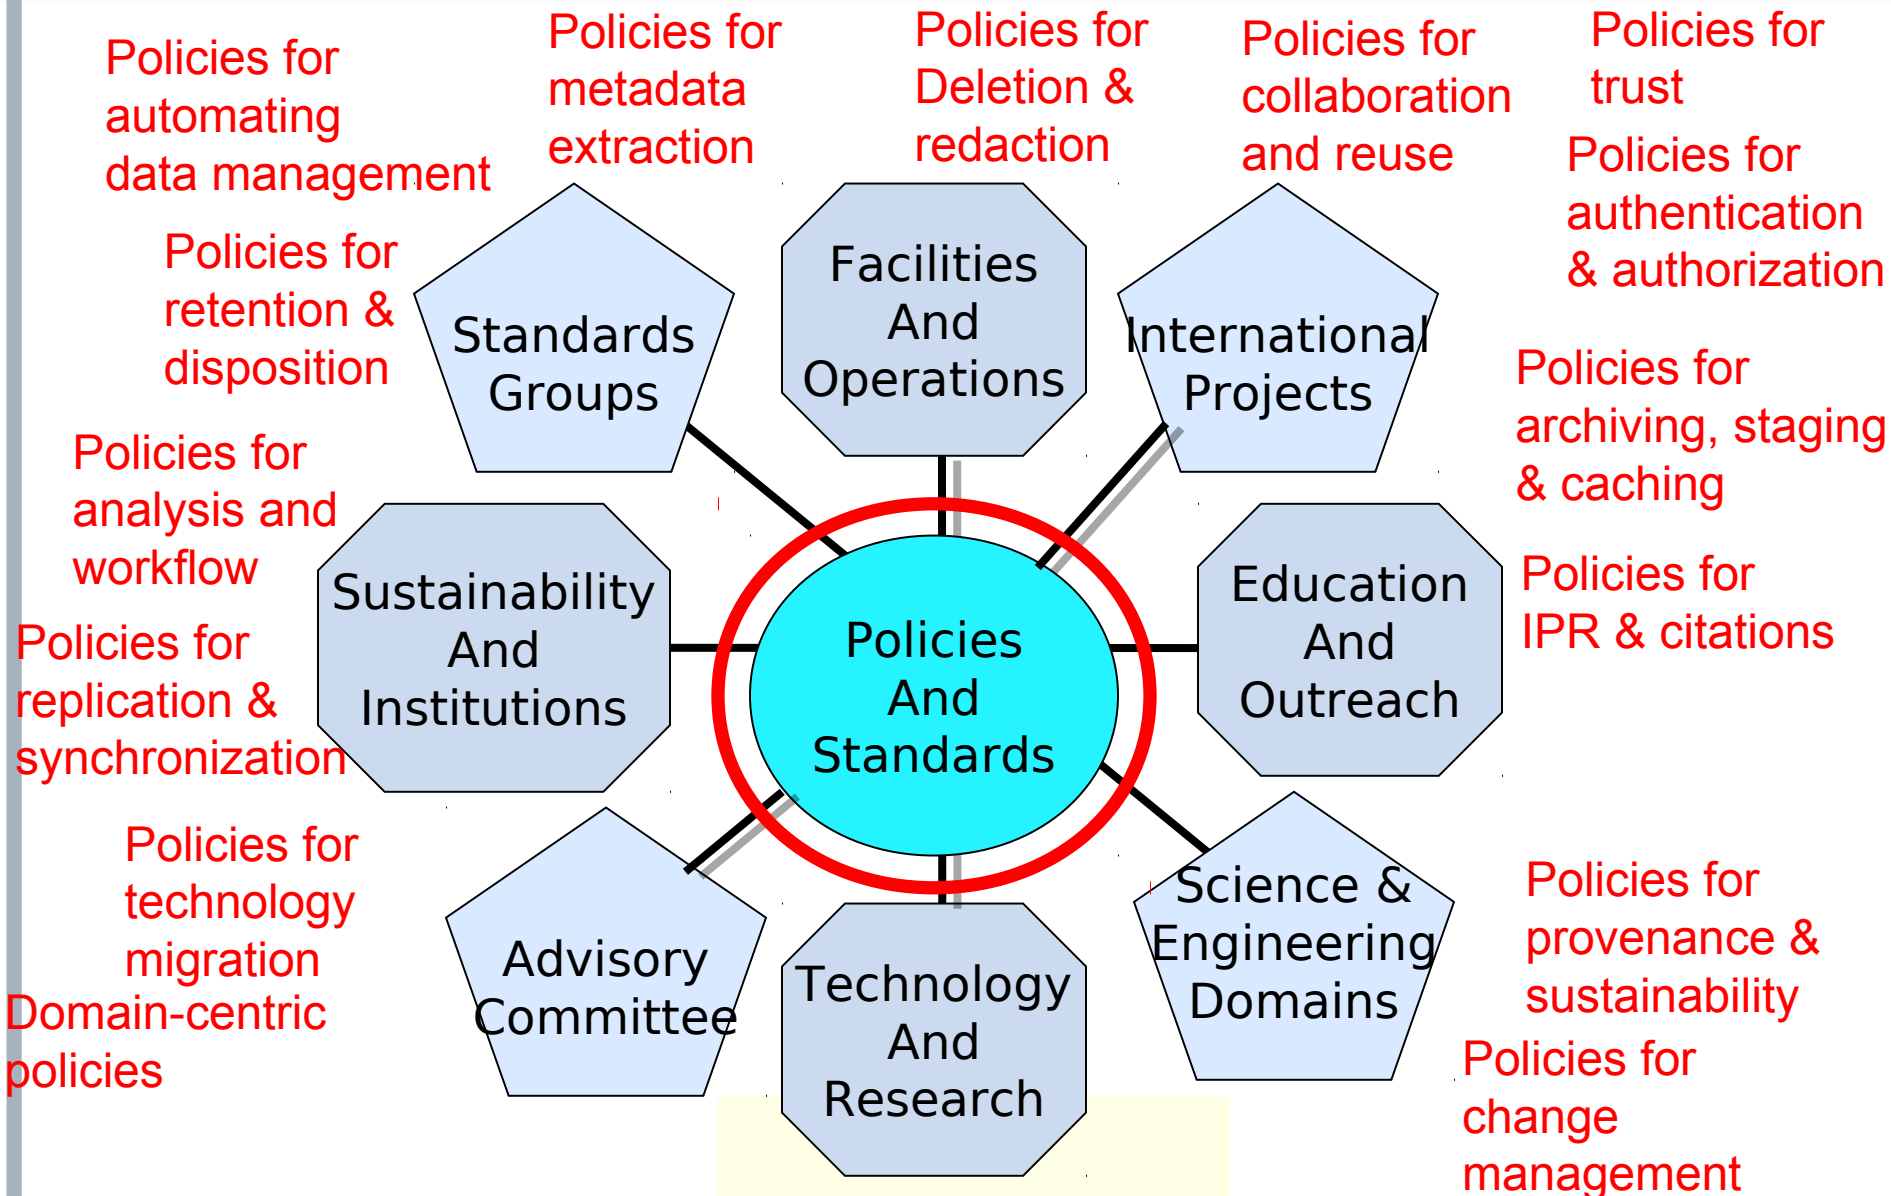 Policies for
automating
data management
Policies for
metadata
extraction
Policies for
Deletion &
redaction
Policies for
collaboration
and reuse
Policies for
trust
Policies for
authentication
& authorization
Policies for
retention &
disposition
Standards
Groups
Facilities
And
Operations
International
Projects
Policies for
archiving, staging
& caching
Policies for
analysis and
workflow
Sustainability
And
Institutions
Policies
And
Standards
Education
And
Outreach
Policies for
IPR & citations
Policies for
replication &
synchronization
Policies for
technology
migration
Domain-centric
policies
Advisory
Committee
Technology
And
Research
Science &
Engineering
Domains
Policies for
provenance &
sustainability
Policies for
change
management